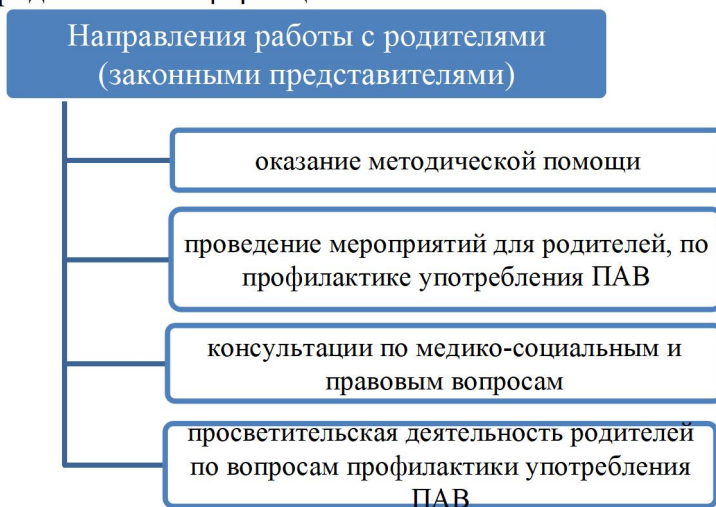 Направления работы с родителями
(законными представителями)
оказание методической помощи
проведение мероприятий для родителей, по
профилактике употребления ПАВ
консультации по медико-социальным и
правовым вопросам
просветительская деятельность родителей
по вопросам профилактики употребления
ПАВ